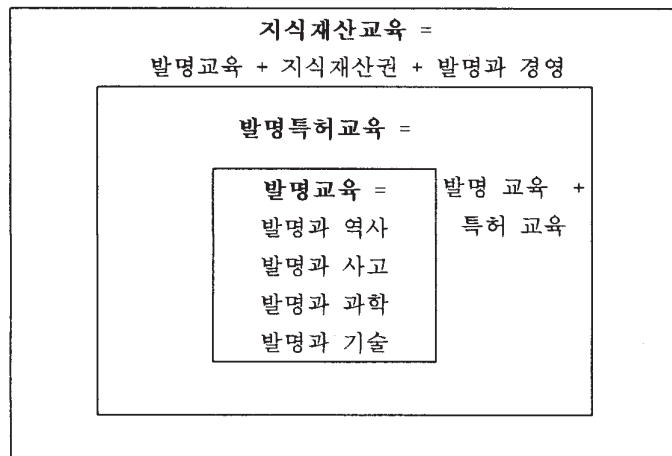 지식재산교육 =
발명교육 + 지식재산권 + 발명과 경영
발명특허교육 =
발명교육 =
발명과 역사
발명과 사고
발명과 과학
발명과 기술
발명 교육 +
특허 교육